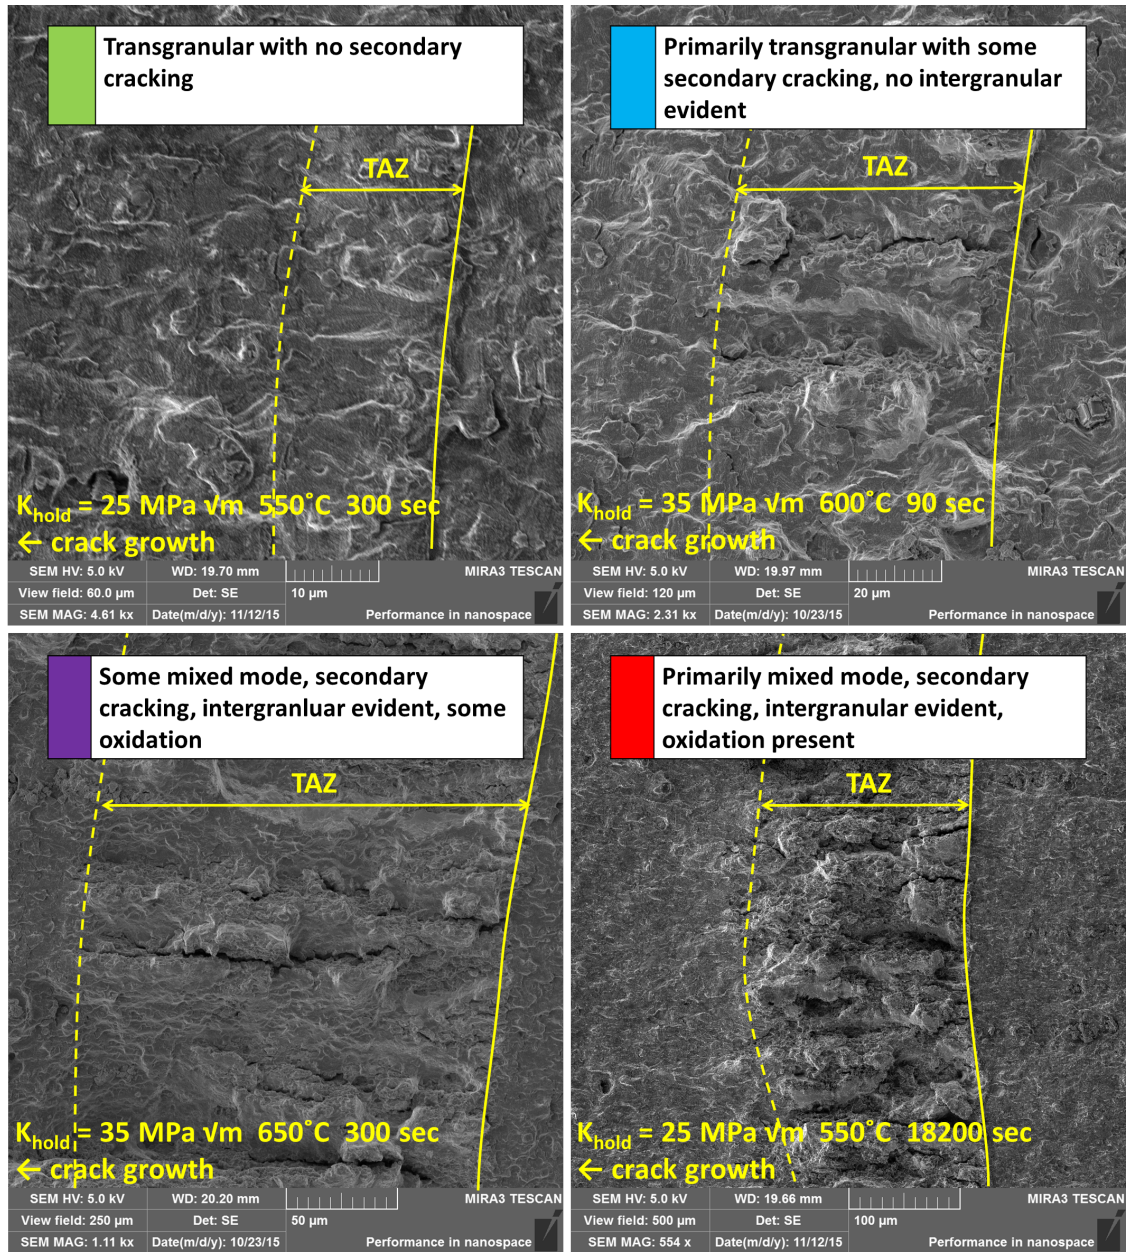 Transgranular with no secondary
cracking
TAZ
K_hold = 25 MPa √m 550˚C 300 sec
← crack growth
SEM HV: 5.0 kV WD: 19.70 mm MIRA3 TESCAN
View field: 60.0 µm Det: SE 10 µm
SEM MAG: 4.61 kx Date(m/d/y): 11/12/15 Performance in nanospace
Primarily transgranular with some
secondary cracking, no intergranular
evident
TAZ
K_hold = 35 MPa √m 600˚C 90 sec
← crack growth
SEM HV: 5.0 kV WD: 19.97 mm MIRA3 TESCAN
View field: 120 µm Det: SE 20 µm
SEM MAG: 2.31 kx Date(m/d/y): 10/23/15 Performance in nanospace
Some mixed mode, secondary
cracking, intergranluar evident, some
oxidation
TAZ
K_hold = 35 MPa √m 650˚C 300 sec
← crack growth
SEM HV: 5.0 kV WD: 20.20 mm MIRA3 TESCAN
View field: 250 µm Det: SE 50 µm
SEM MAG: 1.11 kx Date(m/d/y): 10/23/15 Performance in nanospace
Primarily mixed mode, secondary
cracking, intergranular evident,
oxidation present
TAZ
K_hold = 25 MPa √m 550˚C 18200 sec
← crack growth
SEM HV: 5.0 kV WD: 19.66 mm MIRA3 TESCAN
View field: 500 µm Det: SE 100 µm
SEM MAG: 554 x Date(m/d/y): 11/12/15 Performance in nanospace